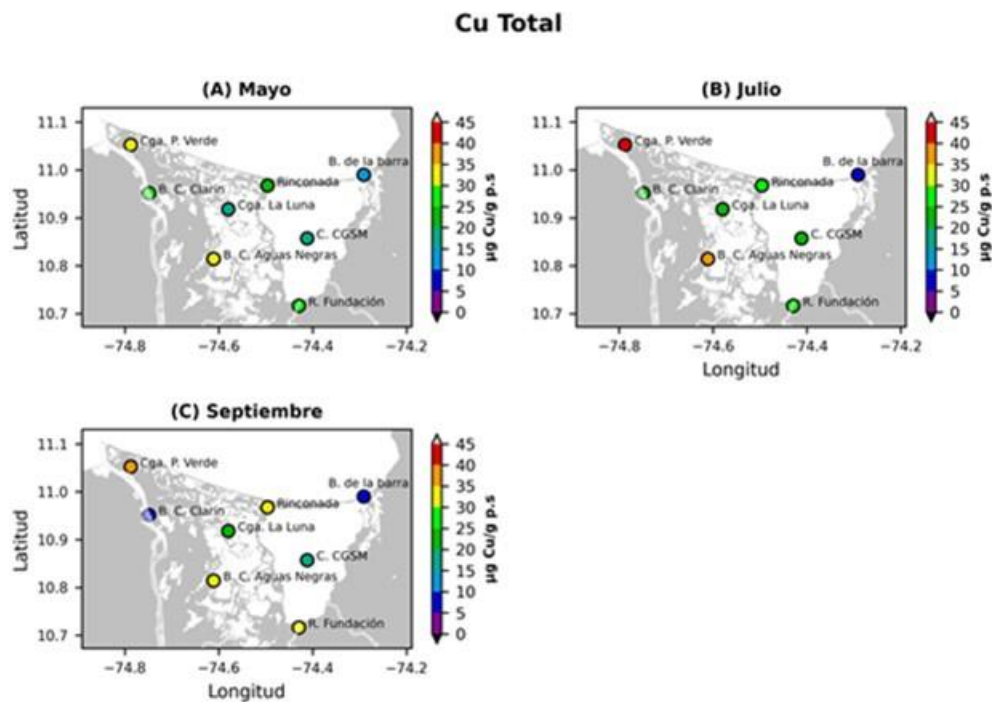 Cu Total
(A) Mayo
11.1
11.0
10.9
10.8
10.7
Latitud
−74.8
−74.6
−74.4
−74.2
Cga. P. Verde
B. de la barra
B. C. Clarin
Rinconada
Cga. La Luna
C. CGSM
B. C. Aguas Negras
R. Fundación
45
40
35
30
25
20
15
10
5
0
µg Cu/g p.s
(B) Julio
11.1
11.0
10.9
10.8
10.7
−74.8
−74.6
−74.4
−74.2
Longitud
Cga. P. Verde
B. de la barra
B. C. Clarin
Rinconada
Cga. La Luna
C. CGSM
B. C. Aguas Negras
R. Fundación
45
40
35
30
25
20
15
10
5
0
µg Cu/g p.s
(C) Septiembre
11.1
11.0
10.9
10.8
10.7
Latitud
−74.8
−74.6
−74.4
−74.2
Longitud
Cga. P. Verde
B. de la barra
B. C. Clarin
Rinconada
Cga. La Luna
C. CGSM
B. C. Aguas Negras
R. Fundación
45
40
35
30
25
20
15
10
5
0
µg Cu/g p.s